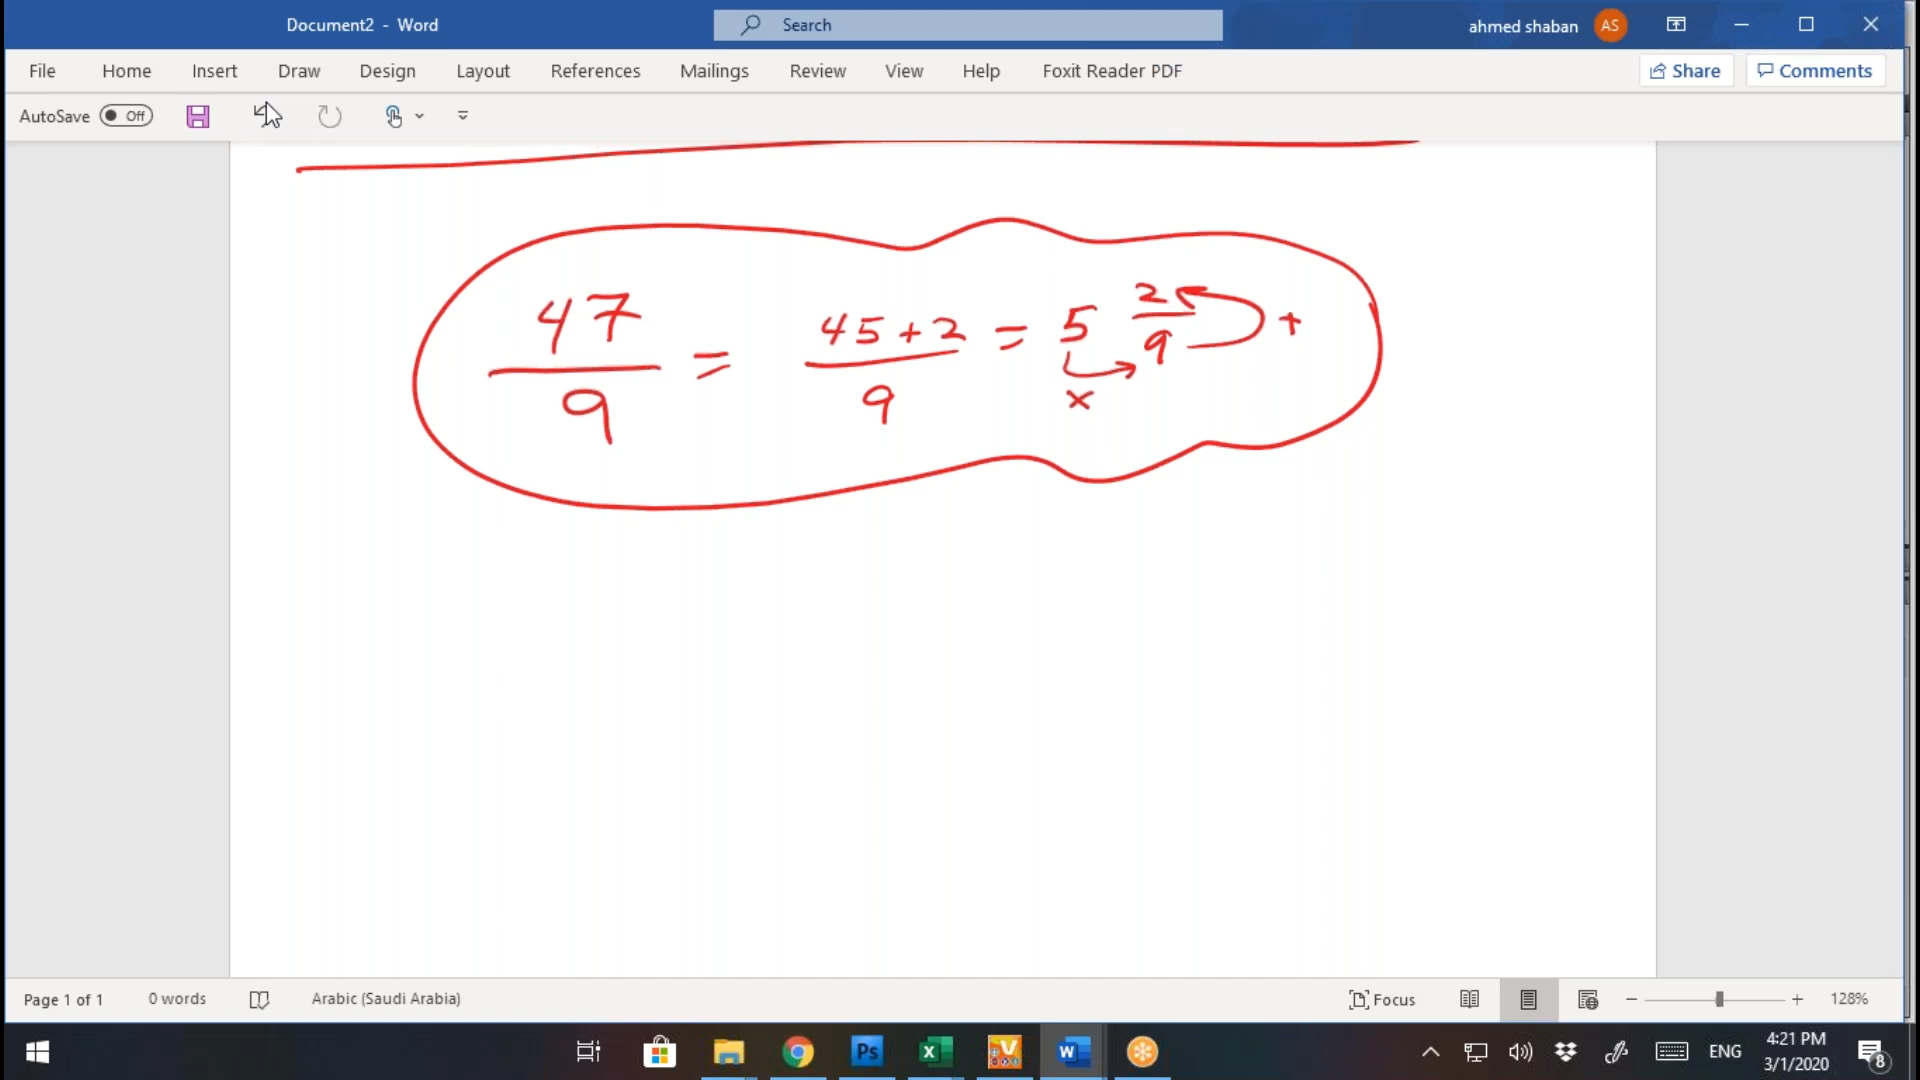 Document2 - Word
Search
ahmed shaban AS
File Home Insert Draw Design Layout References Mailings Review View Help Foxit Reader PDF Share Comments
AutoSave Off
47/9 = 45+2/9 = 5 2/9 +
×
Page 1 of 1 0 words Arabic (Saudi Arabia) Focus 128%
Ps W ENG 4:21 PM
3/1/2020 8